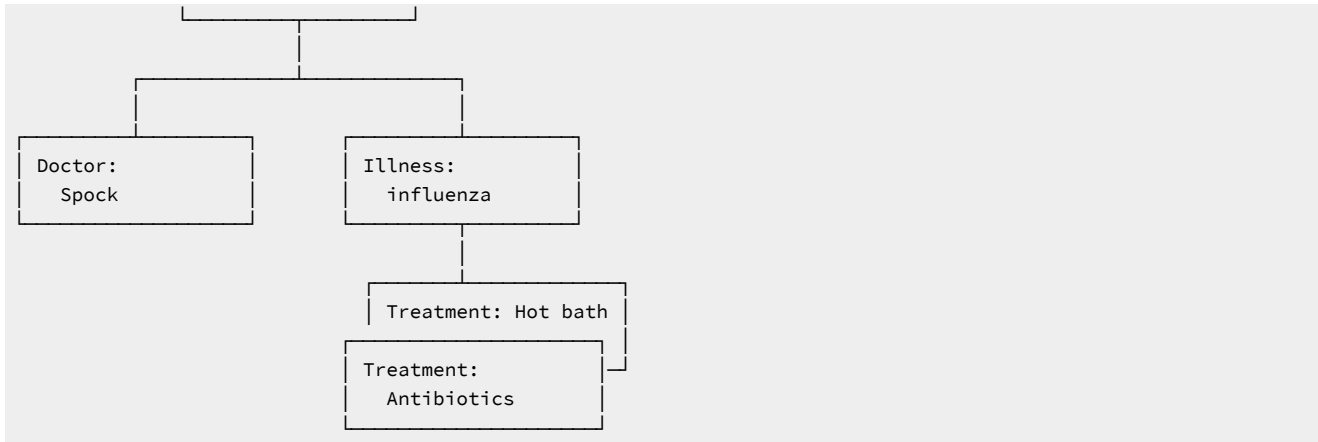 Doctor:
Spock
Illness:
influenza
Treatment: Hot bath
Treatment:
Antibiotics